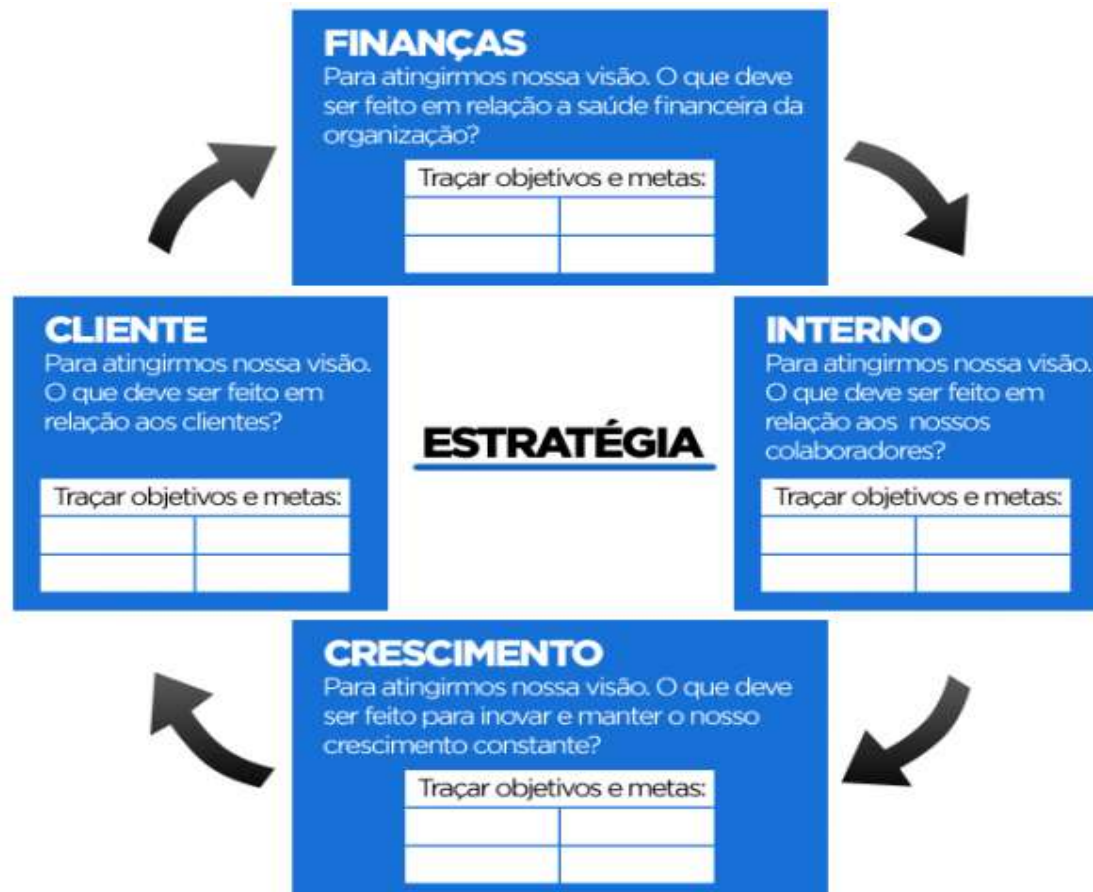 FINANÇAS
Para atingirmos nossa visão. O que deve
ser feito em relação a saúde financeira da
organização?
Traçar objetivos e metas:
CLIENTE
Para atingirmos nossa visão.
O que deve ser feito em
relação aos clientes?
Traçar objetivos e metas:
ESTRATÉGIA
INTERNO
Para atingirmos nossa visão.
O que deve ser feito em
relação aos nossos
colaboradores?
Traçar objetivos e metas:
CRESCIMENTO
Para atingirmos nossa visão. O que deve
ser feito para inovar e manter o nosso
crescimento constante?
Traçar objetivos e metas: